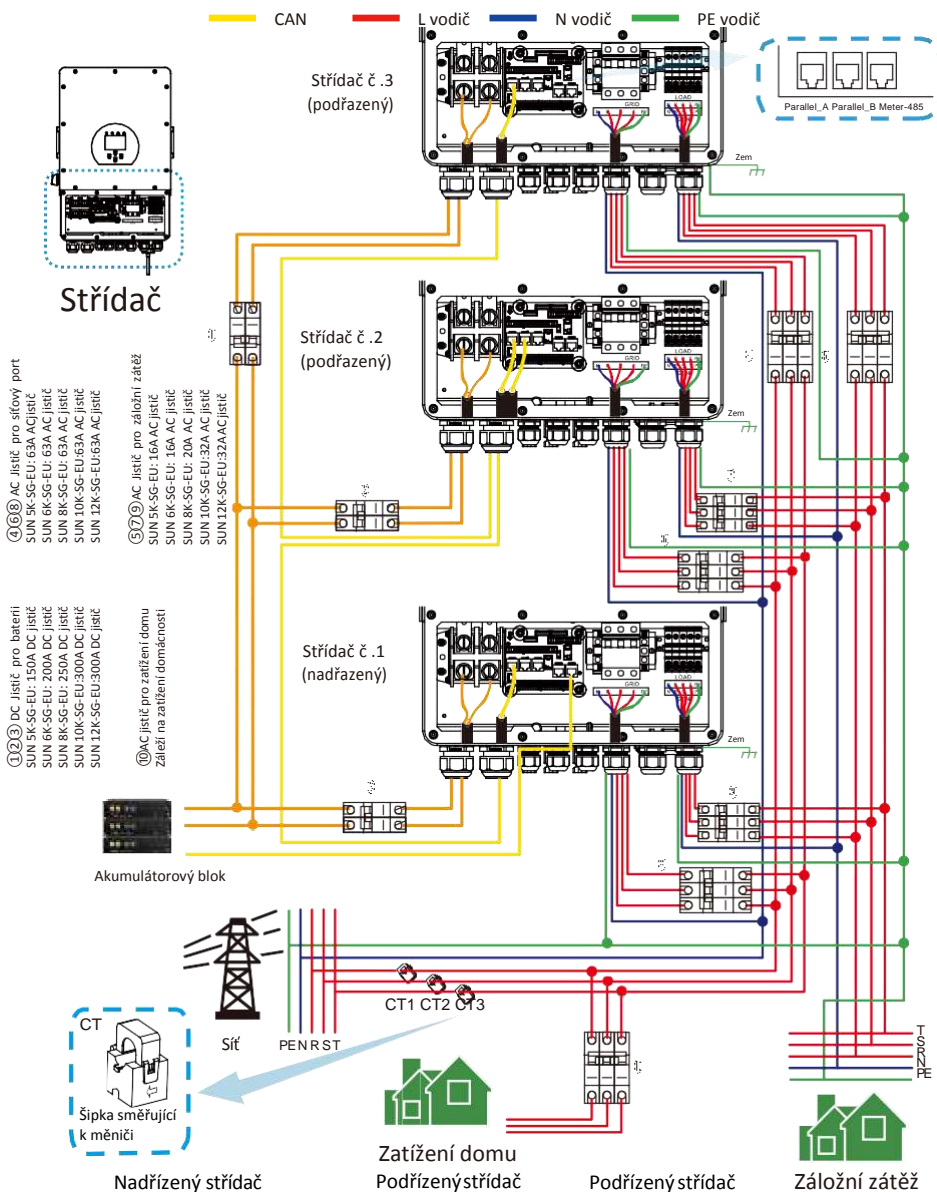 CAN L vodič N vodič PE vodič
Střídač č .3
(podřazený)
Parallel_A Parallel_B Meter-485
GRID
LOAD
Zem
Střídač
Střídač č .2
(podřazený)
GRID
LOAD
Zem
④⑥⑧ AC Jistič pro síťový port
SUN 5K-SG-EU: 63A ACjistič
SUN 6K-SG-EU: 63A AC jistič
SUN 8K-SG-EU: 63A AC jistič
SUN 10K-SG-EU:63A AC jistič
SUN 12K-SG-EU:63A AC jistič
⑤⑦⑨AC Jistič pro záložní zátěž
SUN 5K-SG-EU: 16A AC jistič
SUN 6K-SG-EU: 16A AC jistič
SUN 8K-SG-EU: 20A AC jistič
SUN 10K-SG-EU:32A AC jistič
SUN 12K-SG-EU:32A AC jistič
①②③ DC Jistič pro baterii
SUN 5K-SG-EU: 150A DC jistič
SUN 6K-SG-EU: 200A DC jistič
SUN 8K-SG-EU: 250A DC jistič
SUN 10K-SG-EU:300A DC jistič
SUN 12K-SG-EU:300A DC jistič
⑩AC jistič pro zatížení domu
Záleží na zatížení domácnosti
Střídač č .1
(nadřazený)
GRID
LOAD
Zem
Akumulátorový blok
CT1 CT2 CT3
Síť
PE N R S T
CT
Šipka směřující
k měniči
T
S
R
N
PE
Zatížení domu
Záložní zátěž
Nadřízený střídač Podřízený střídač Podřízený střídač